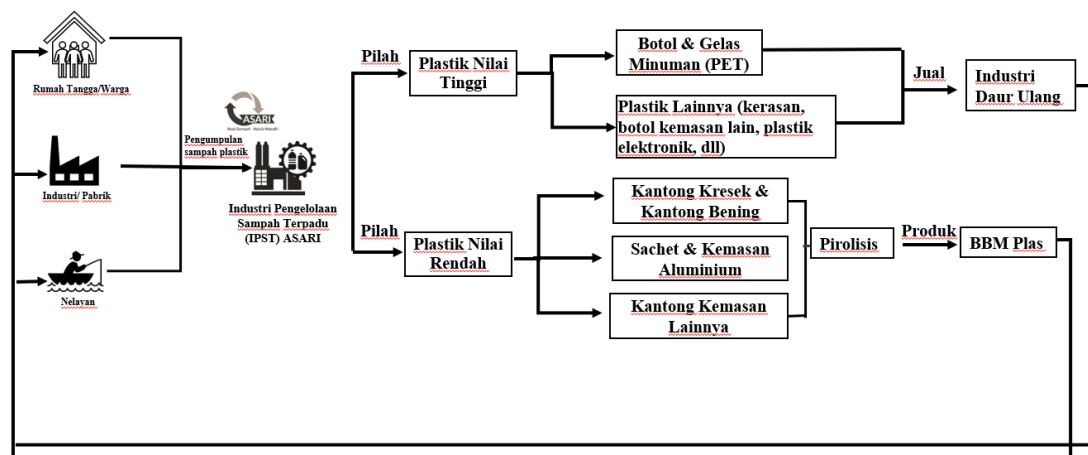 Rumah Tangga/Warga
Industri/ Pabrik
Nelayan
ASARI
Pengumpulan
sampah plastik
Industri Pengelolaan
Sampah Terpadu
(IPST) ASARI
Pilah
Plastik Nilai
Tinggi
Botol & Gelas
Minuman (PET)
Plastik Lainnya (kerasan,
botol kemasan lain, plastik
elektronik, dll)
Jual
Industri
Daur Ulang
Pilah
Plastik Nilai
Rendah
Kantong Kresek &
Kantong Bening
Sachet & Kemasan
Aluminium
Kantong Kemasan
Lainnya
Pirolisis
Produk
BBM Plas